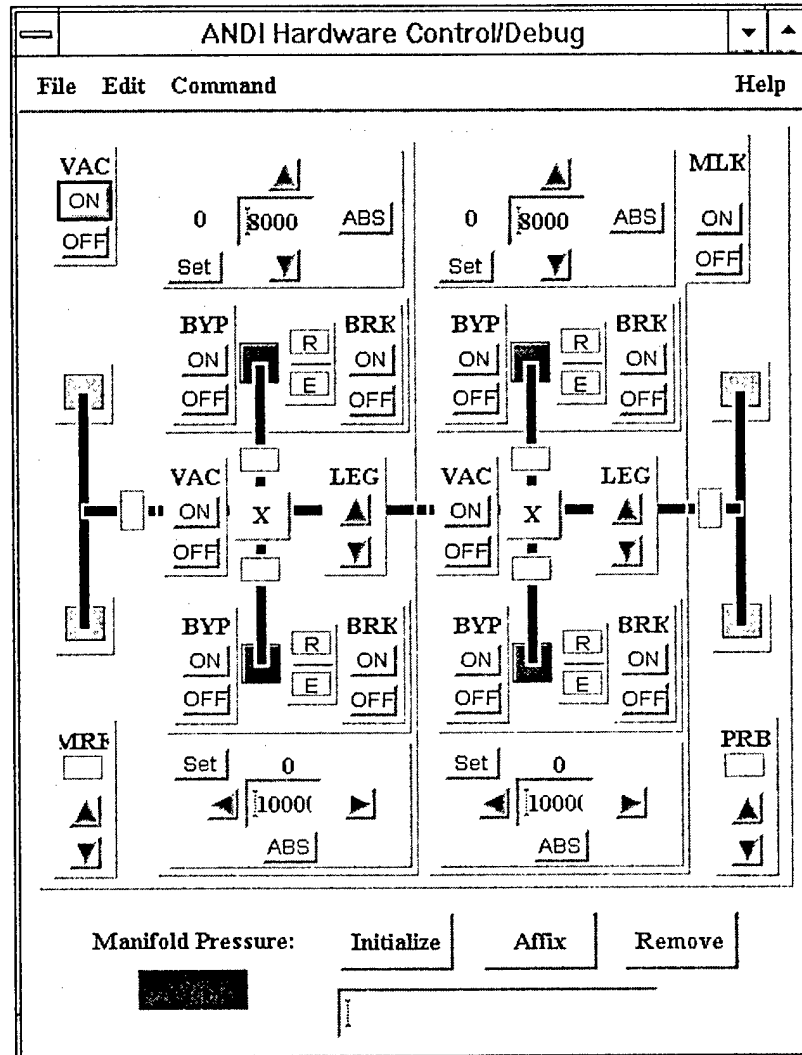 ANDI Hardware Control/Debug
File Edit Command Help
VAC
ON
OFF
0 8000 ABS
Set
0 8000 ABS
Set
MLK
ON
OFF
BYP
ON
OFF
R
E
BRK
ON
OFF
BYP
ON
OFF
R
E
BRK
ON
OFF
VAC
ON
OFF
X
LEG
VAC
ON
OFF
X
LEG
BYP
ON
OFF
R
E
BRK
ON
OFF
BYP
ON
OFF
R
E
BRK
ON
OFF
MRK
Set 0
10000
ABS
Set 0
10000
ABS
PRB
Manifold Pressure: Initialize Affix Remove